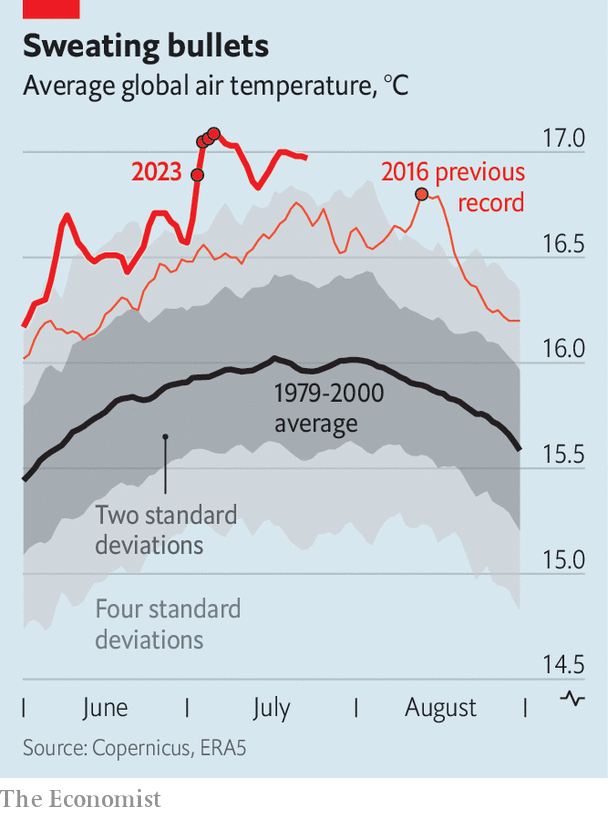 Sweating bullets
Average global air temperature, °C
17.0
2023
2016 previous
record
16.5
16.0
1979-2000
average
15.5
Two standard
deviations
15.0
Four standard
deviations
14.5
June
July
August
Source: Copernicus, ERA5
The Economist